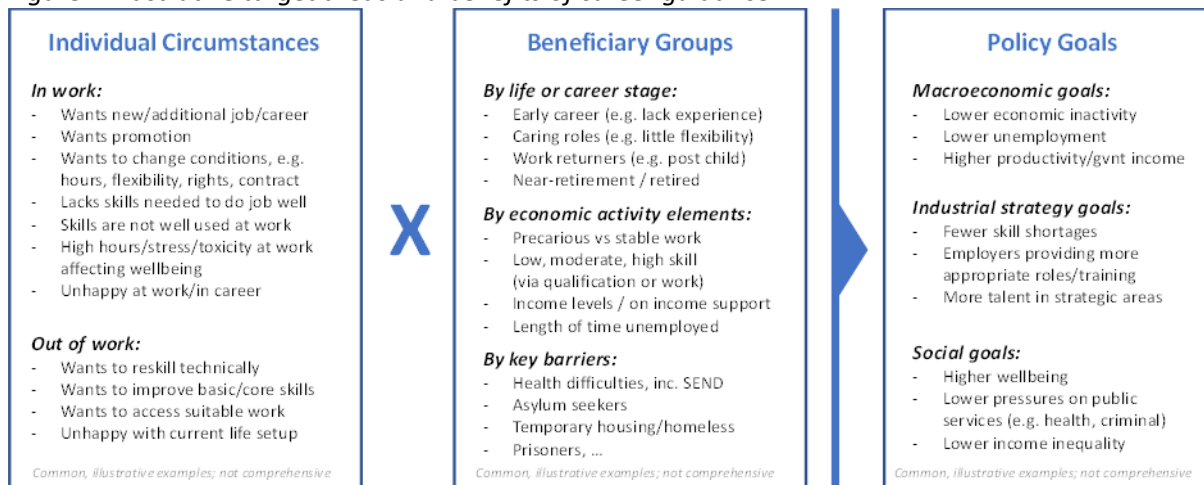 Individual Circumstances
In work:
- Wants new/additional job/career
- Wants promotion
- Wants to change conditions, e.g.
hours, flexibility, rights, contract
- Lacks skills needed to do job well
- Skills are not well used at work
- High hours/stress/toxicity at work
affecting wellbeing
- Unhappy at work/in career
Out of work:
- Wants to reskill technically
- Wants to improve basic/core skills
- Wants to access suitable work
- Unhappy with current life setup
Common, illustrative examples; not comprehensive
X
Beneficiary Groups
By life or career stage:
- Early career (e.g. lack experience)
- Caring roles (e.g. little flexibility)
- Work returners (e.g. post child)
- Near-retirement / retired
By economic activity elements:
- Precarious vs stable work
- Low, moderate, high skill
(via qualification or work)
- Income levels / on income support
- Length of time unemployed
By key barriers:
- Health difficulties, inc. SEND
- Asylum seekers
- Temporary housing/homeless
- Prisoners, ...
Common, illustrative examples; not comprehensive
Policy Goals
Macroeconomic goals:
- Lower economic inactivity
- Lower unemployment
- Higher productivity/gvnt income
Industrial strategy goals:
- Fewer skill shortages
- Employers providing more
appropriate roles/training
- More talent in strategic areas
Social goals:
- Higher wellbeing
- Lower pressures on public
services (e.g. health, criminal)
- Lower income inequality
Common, illustrative examples; not comprehensive